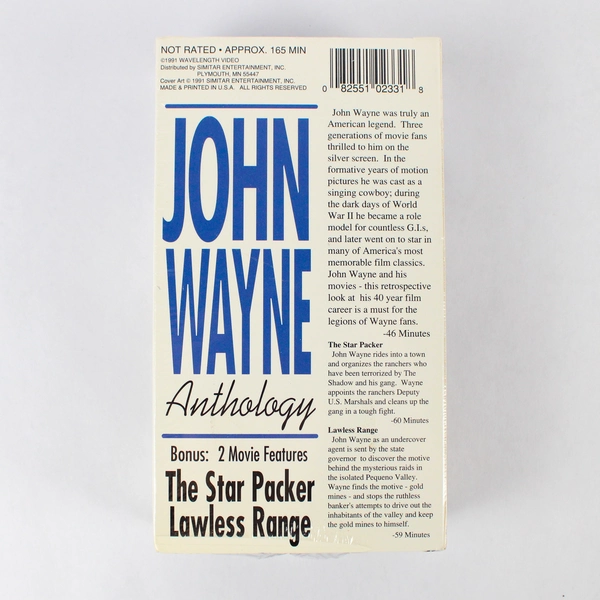 NOT RATED • APPROX. 165 MIN
©1991 WAVELENGTH VIDEO
Distributed by SIMITAR ENTERTAINMENT, INC.
PLYMOUTH, MN 55447
Cover Art © 1991 SIMITAR ENTERTAINMENT, INC.
MADE & PRINTED IN U.S.A. ALL RIGHTS RESERVED
0 82551 02331 8
JOHN
WAYNE
Anthology
Bonus: 2 Movie Features
The Star Packer
Lawless Range
John Wayne was truly an
American legend. Three
generations of movie fans
thrilled to him on the
silver screen. In the
formative years of motion
pictures he was cast as a
singing cowboy; during
the dark days of World
War II he became a role
model for countless G.I.s,
and later went on to star in
many of America's most
memorable film classics.
John Wayne and his
movies - this retrospective
look at his 40 year film
career is a must for the
legions of Wayne fans.
-46 Minutes
The Star Packer
John Wayne rides into a town
and organizes the ranchers who
have been terrorized by The
Shadow and his gang. Wayne
appoints the ranchers Deputy
U.S. Marshals and cleans up the
gang in a tough fight.
-60 Minutes
Lawless Range
John Wayne as an undercover
agent is sent by the state
governor to discover the motive
behind the mysterious raids in
the isolated Pequeno Valley.
Wayne finds the motive - gold
mines - and stops the ruthless
banker's attempts to drive out the
inhabitants of the valley and keep
the gold mines to himself.
-59 Minutes